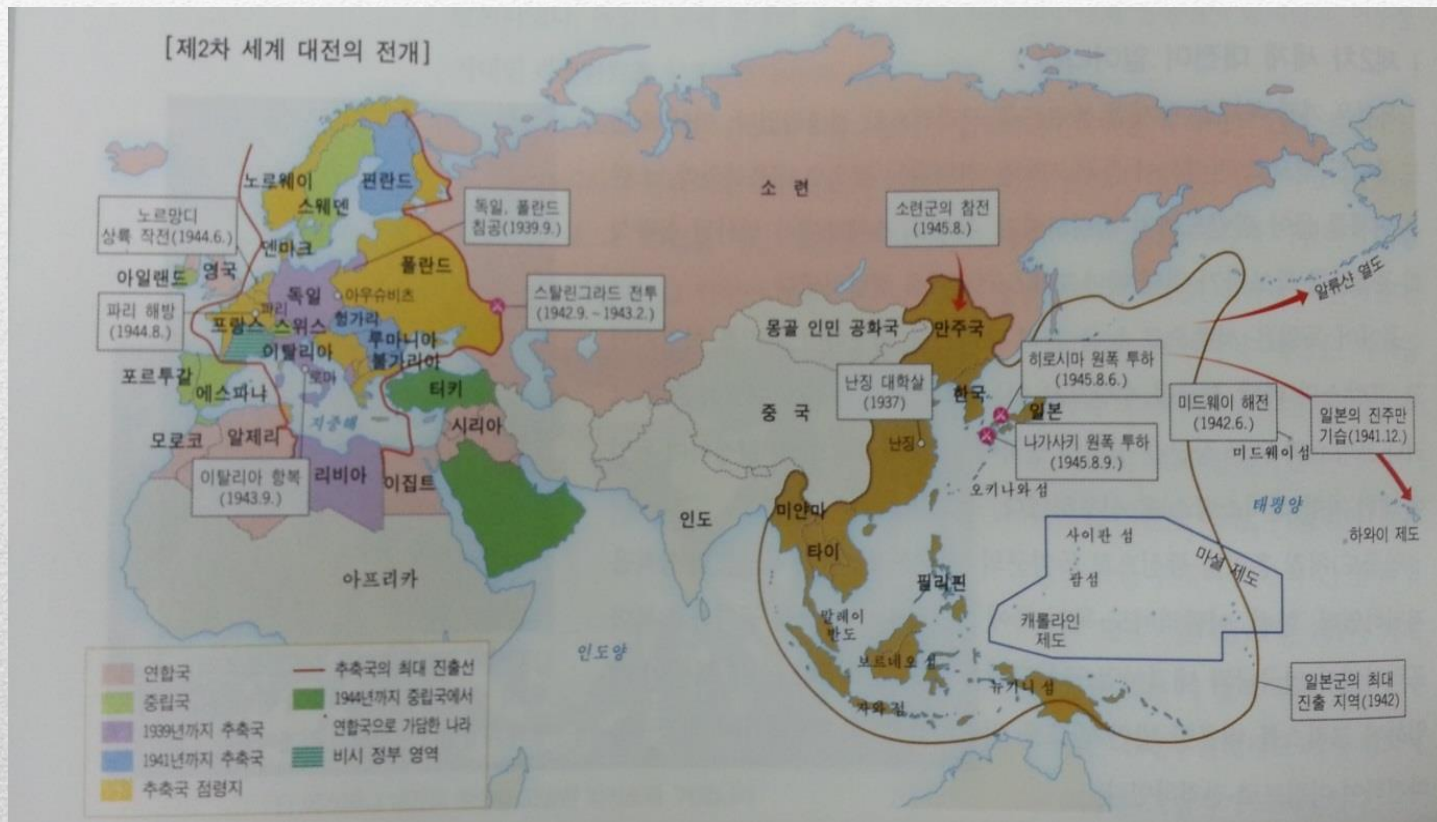 [제2차 세계 대전의 전개]
노르웨이
핀란드
스웨덴
소 련
노르망디
상륙 작전(1944.6.)
독일, 폴란드
침공(1939.9.)
소련군의 참전
(1945.8.)
덴마크
아일랜드
영국
폴란드
독일
아우슈비츠
파리 해방
(1944.8.)
파리
프랑스
스위스
헝가리
스탈린그라드 전투
(1942.9.~1943.2.)
루마니아
이탈리아
불가리아
몽골 인민 공화국
만주국
알류산 열도
포르투갈
에스파냐
로마
터키
난징 대학살
(1937)
한국
히로시마 원폭 투하
(1945.8.6.)
중 국
일본
미드웨이 해전
(1942.6.)
일본의 진주만
기습(1941.12.)
모로코
알제리
지중해
시리아
난징
나가사키 원폭 투하
(1945.8.9.)
미드웨이섬
이탈리아 항복
(1943.9.)
리비아
이집트
오키나와섬
인도
미얀마
태평양
하와이 제도
타이
사이판 섬
아프리카
필리핀
괌섬
마셜 제도
말레이
반도
캐롤라인
제도
인도양
보르네오 섬
뉴기니 섬
자와 섬
일본군의 최대
진출 지역(1942)
연합국
중립국
1939년까지 추축국
1941년까지 추축국
추축국 점령지
추축국의 최대 진출선
1944년까지 중립국에서
연합국으로 가담한 나라
비시 정부 영역